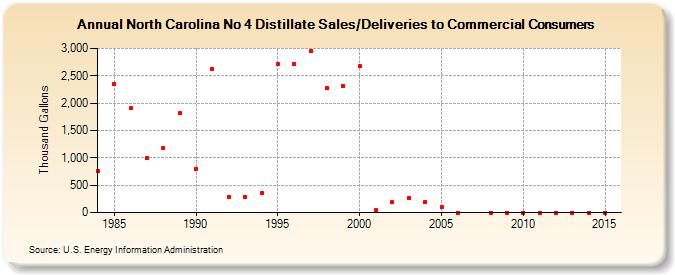 Annual North Carolina No 4 Distillate Sales/Deliveries to Commercial Consumers
Thousand Gallons
3,000
2,500
2,000
1,500
1,000
500
0
1985 1990 1995 2000 2005 2010 2015
Source: U.S. Energy Information Administration